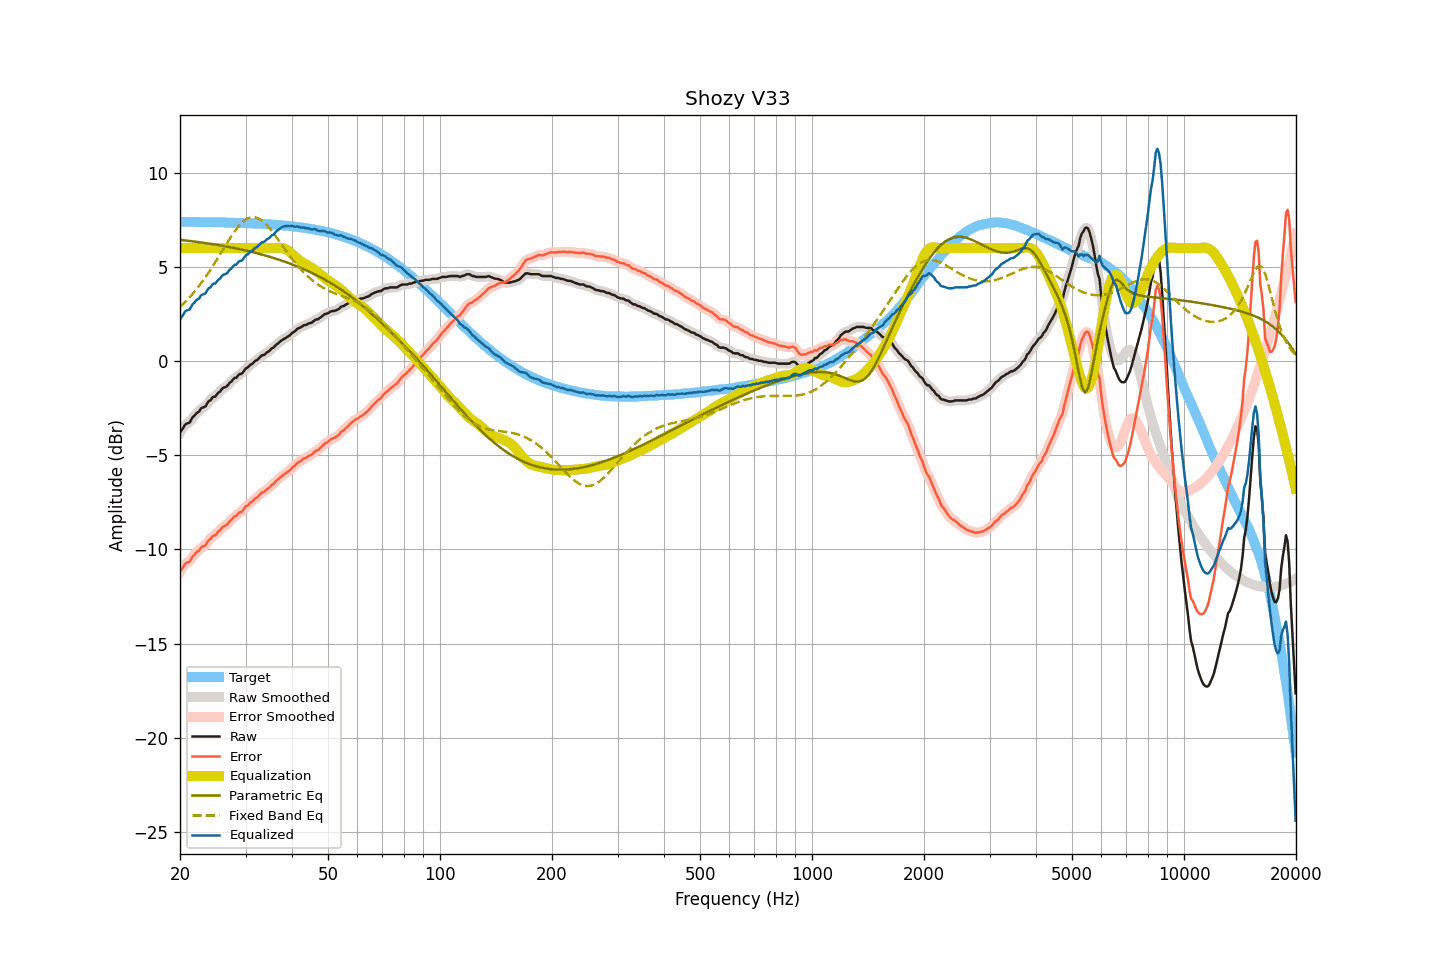 Shozy V33
10
5
0
−5
−10
−15
−20
−25
Amplitude (dBr)
Target
Raw Smoothed
Error Smoothed
Raw
Error
Equalization
Parametric Eq
Fixed Band Eq
Equalized
20 50 100 200 500 1000 2000 5000 10000 20000
Frequency (Hz)